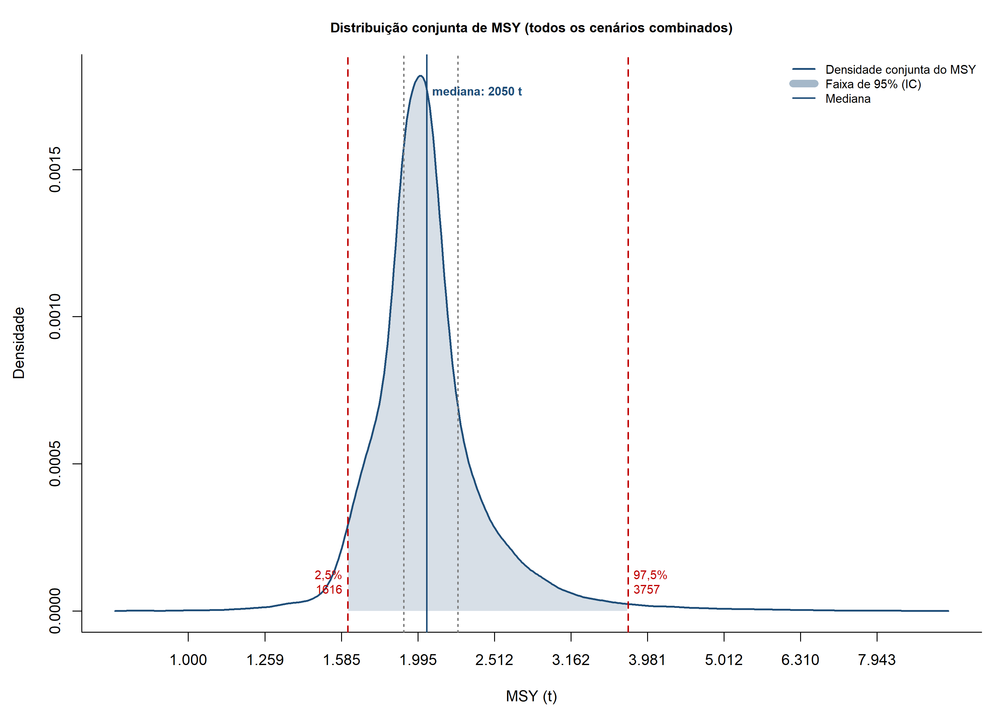 Distribuição conjunta de MSY (todos os cenários combinados)
Densidade conjunta do MSY
Faixa de 95% (IC)
Mediana
mediana: 2050 t
Densidade
0.0015
0.0010
0.0005
0.0000
2,5%
1616
97,5%
3757
1.000 1.259 1.585 1.995 2.512 3.162 3.981 5.012 6.310 7.943
MSY (t)